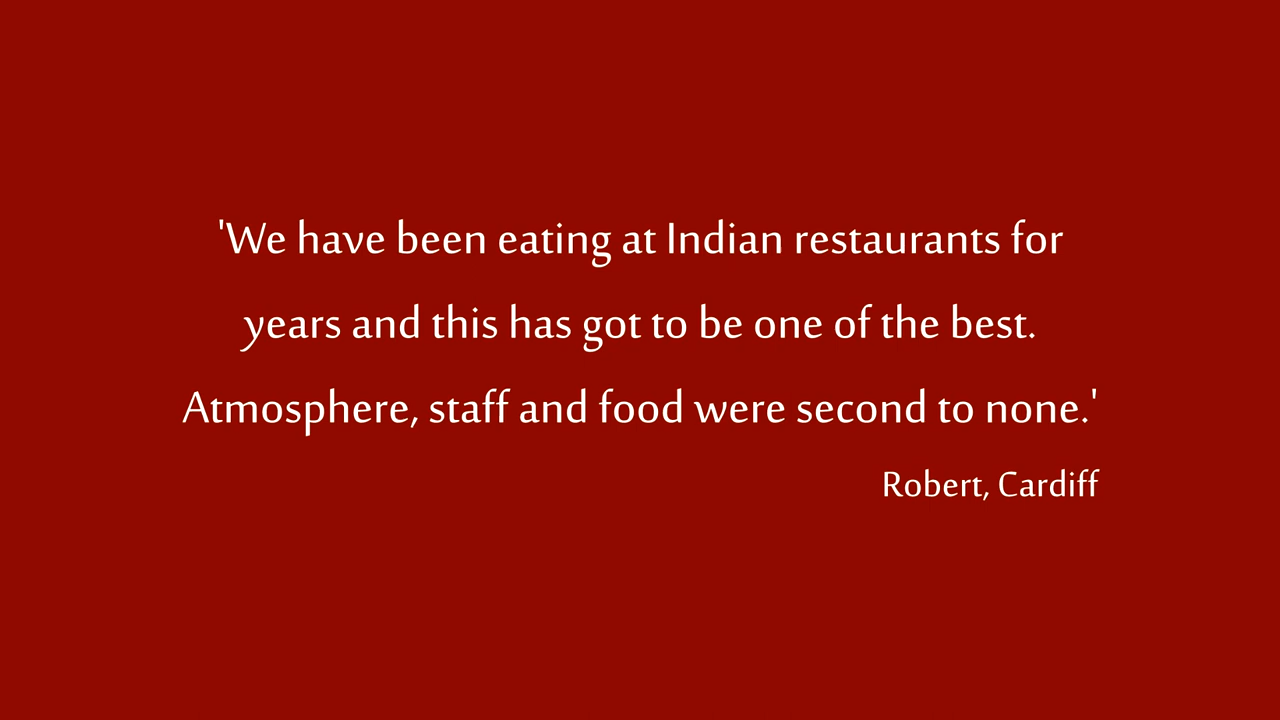 'We have been eating at Indian restaurants for
years and this has got to be one of the best.
Atmosphere, staff and food were second to none.'
Robert, Cardiff